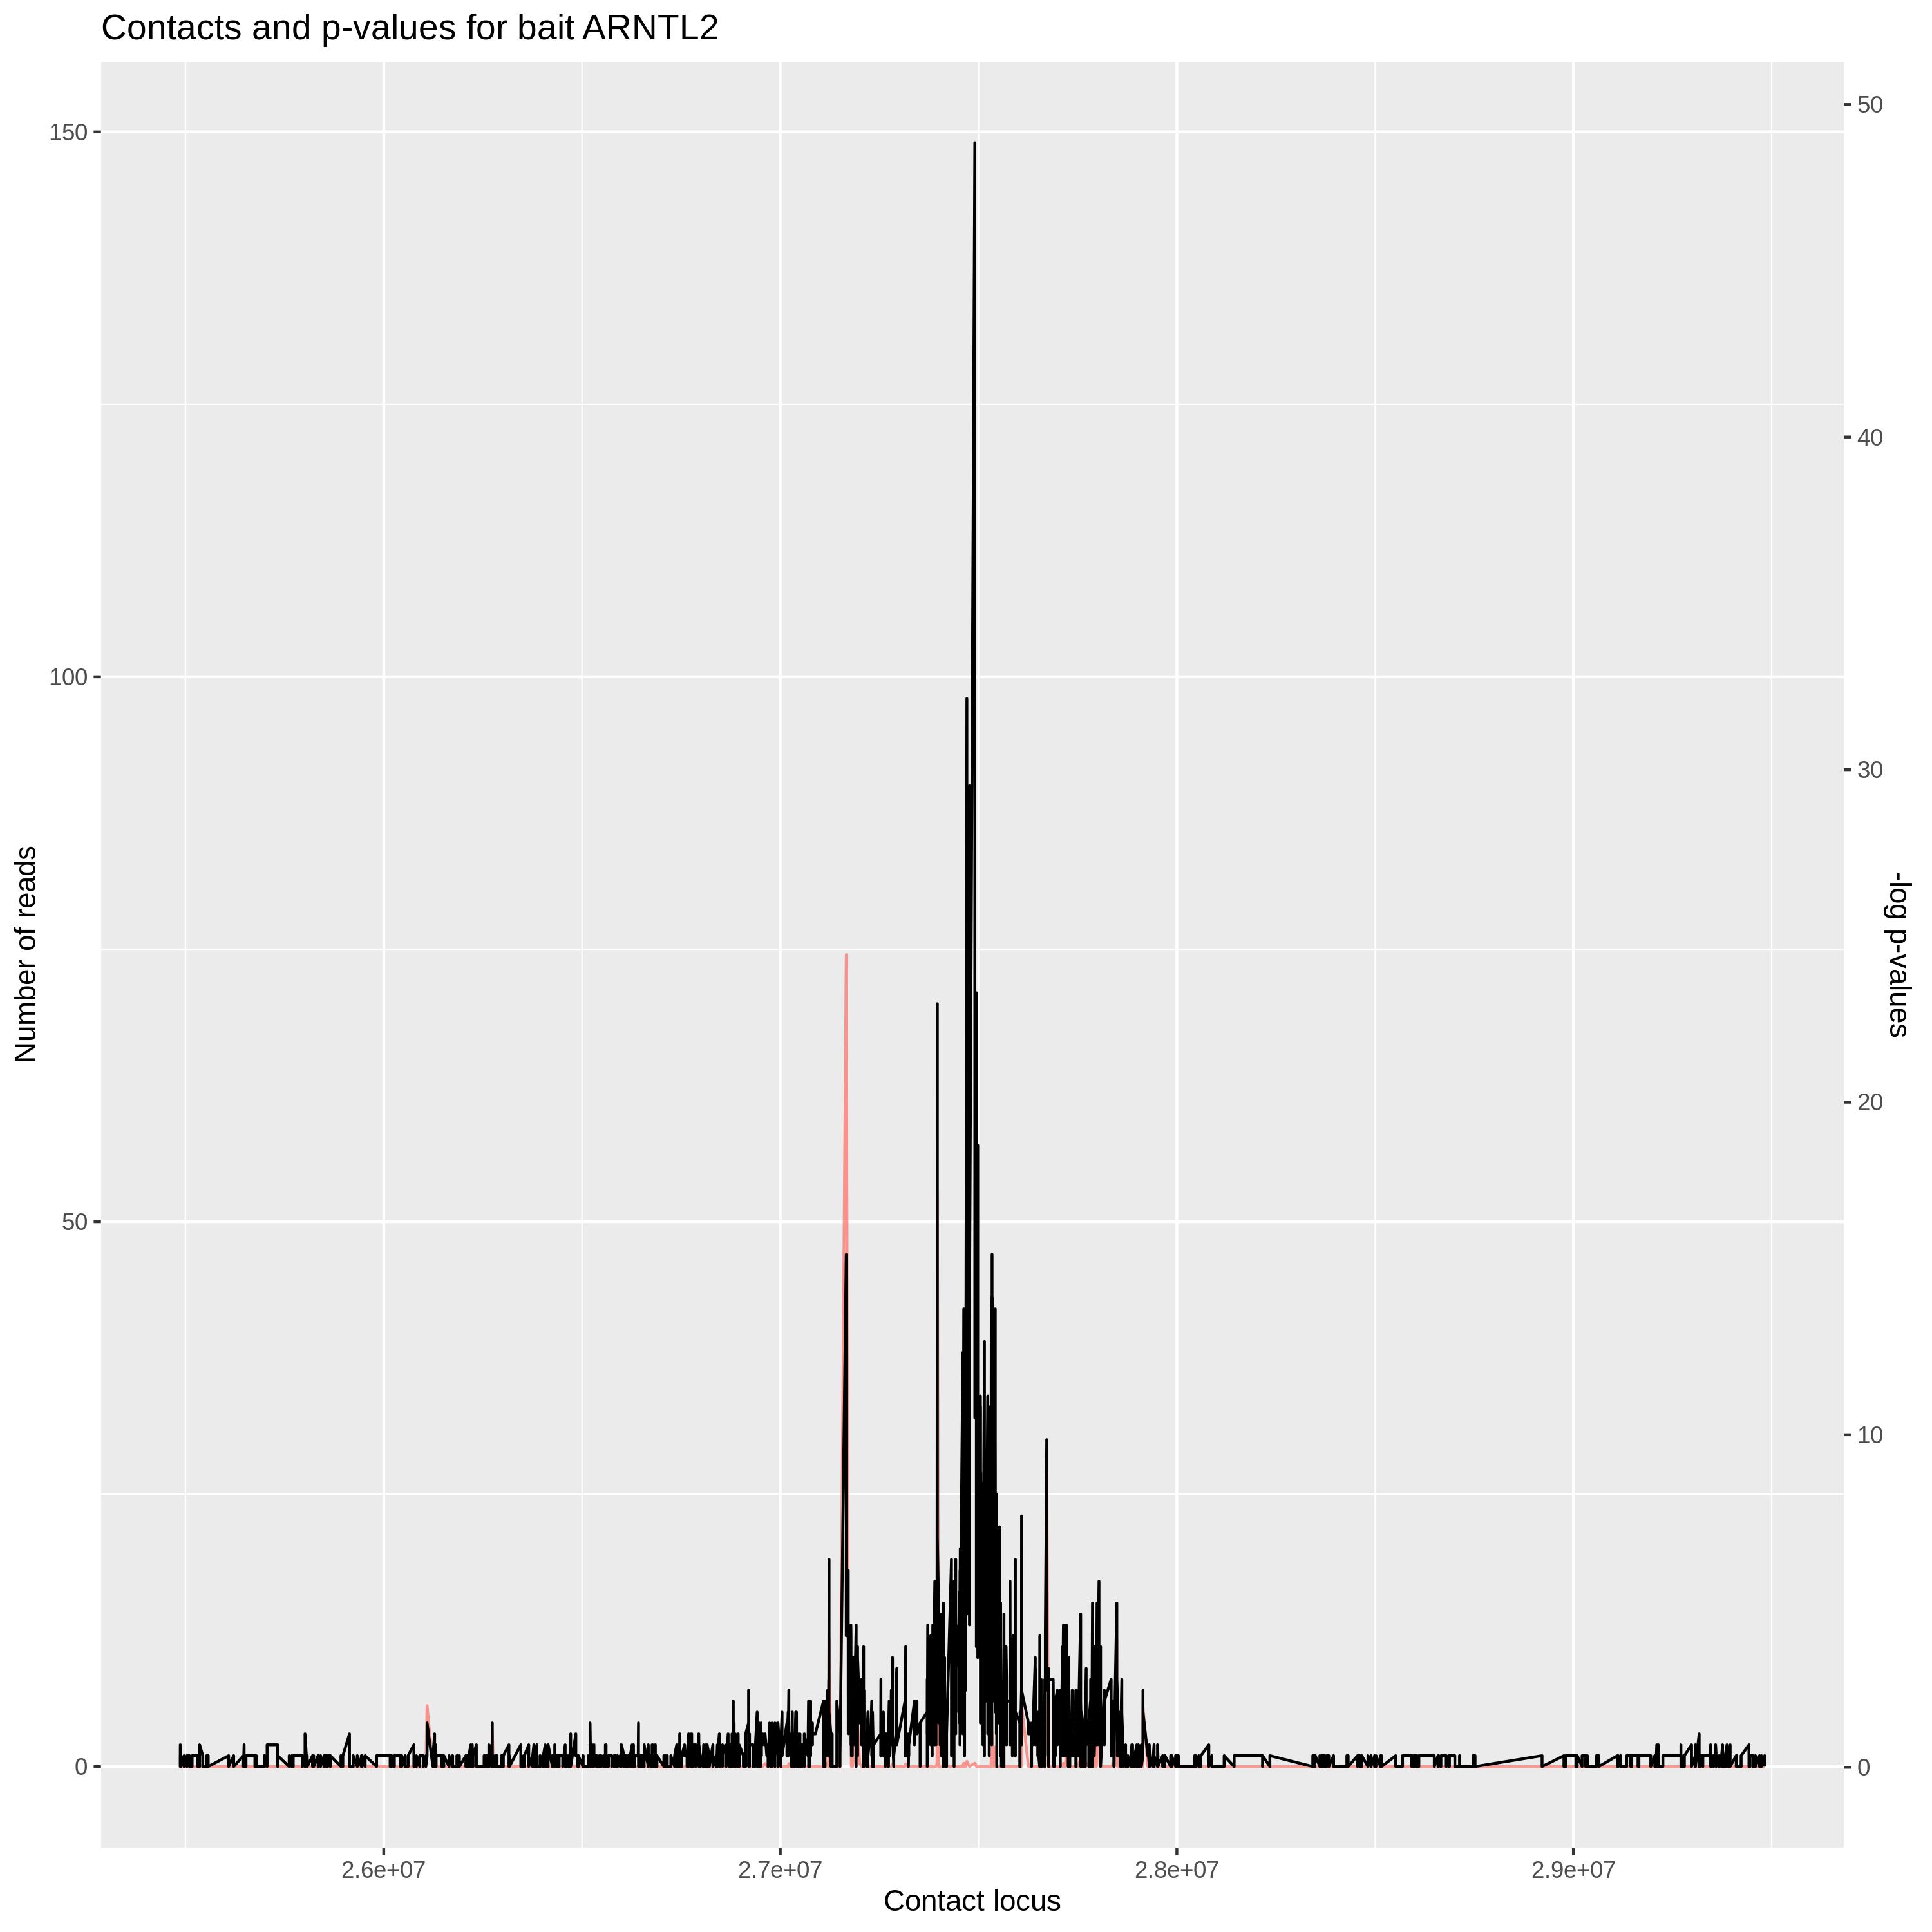 Contacts and p-values for bait ARNTL2
150
100
50
0
Number of reads
50
40
30
20
10
0
-log p-values
2.6e+07
2.7e+07
2.8e+07
2.9e+07
Contact locus